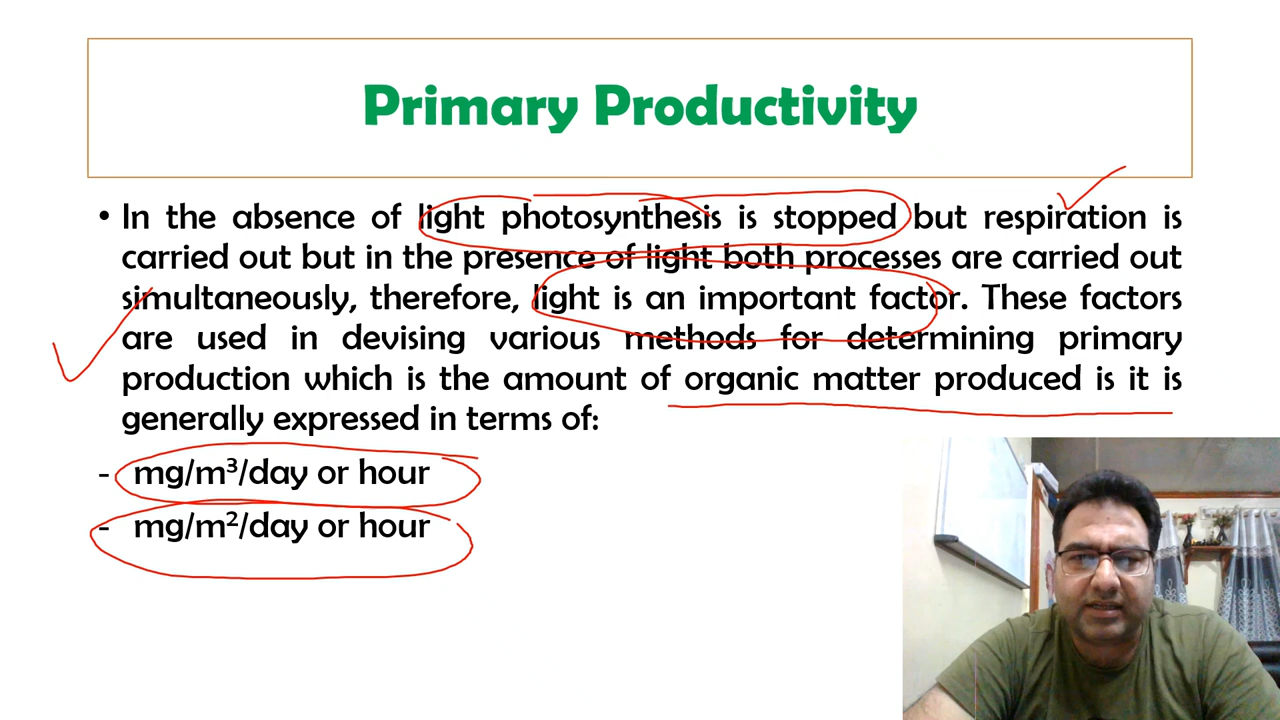 Primary Productivity
• In the absence of light photosynthesis is stopped but respiration is
carried out but in the presence of light both processes are carried out
simultaneously, therefore, light is an important factor. These factors
are used in devising various methods for determining primary
production which is the amount of organic matter produced is it is
generally expressed in terms of:
- mg/m³/day or hour
- mg/m²/day or hour